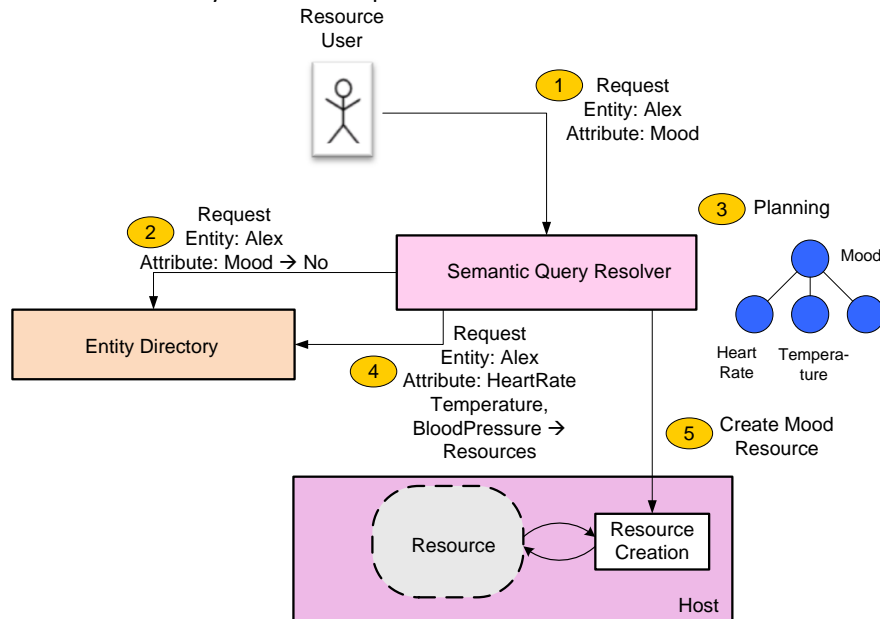 Resource
User
1
Request
Entity: Alex
Attribute: Mood
2
Request
Entity: Alex
Attribute: Mood → No
3
Planning
Mood
Semantic Query Resolver
Entity Directory
Heart
Rate
Tempera-
ture
4
Request
Entity: Alex
Attribute: HeartRate
Temperature,
BloodPressure →
Resources
5
Create Mood
Resource
Resource
Resource
Creation
Host